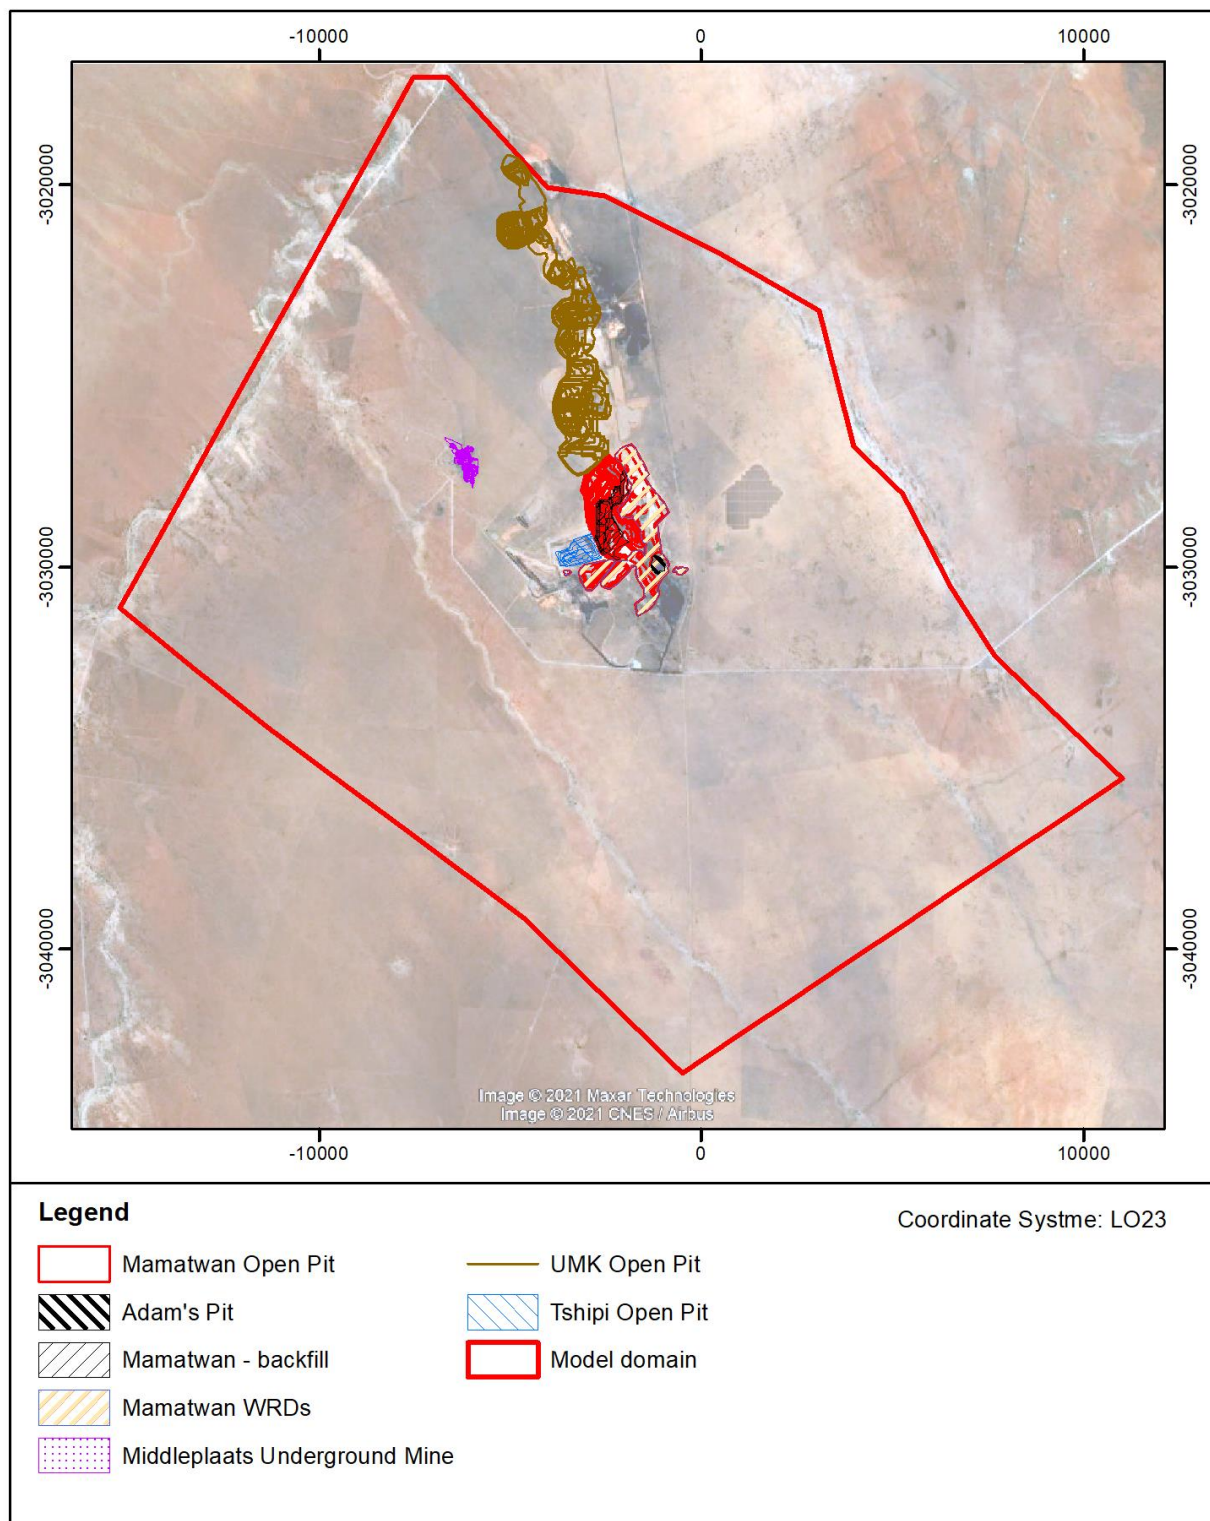 -10000
0
10000
-3020000
-3020000
-3030000
-3030000
-3040000
-3040000
Image © 2021 Maxar Technologies
Image © 2021 CNES / Airbus
-10000
0
10000
Legend
Coordinate Systme: LO23
Mamatwan Open Pit
UMK Open Pit
Adam's Pit
Tshipi Open Pit
Mamatwan - backfill
Model domain
Mamatwan WRDs
Middleplaats Underground Mine